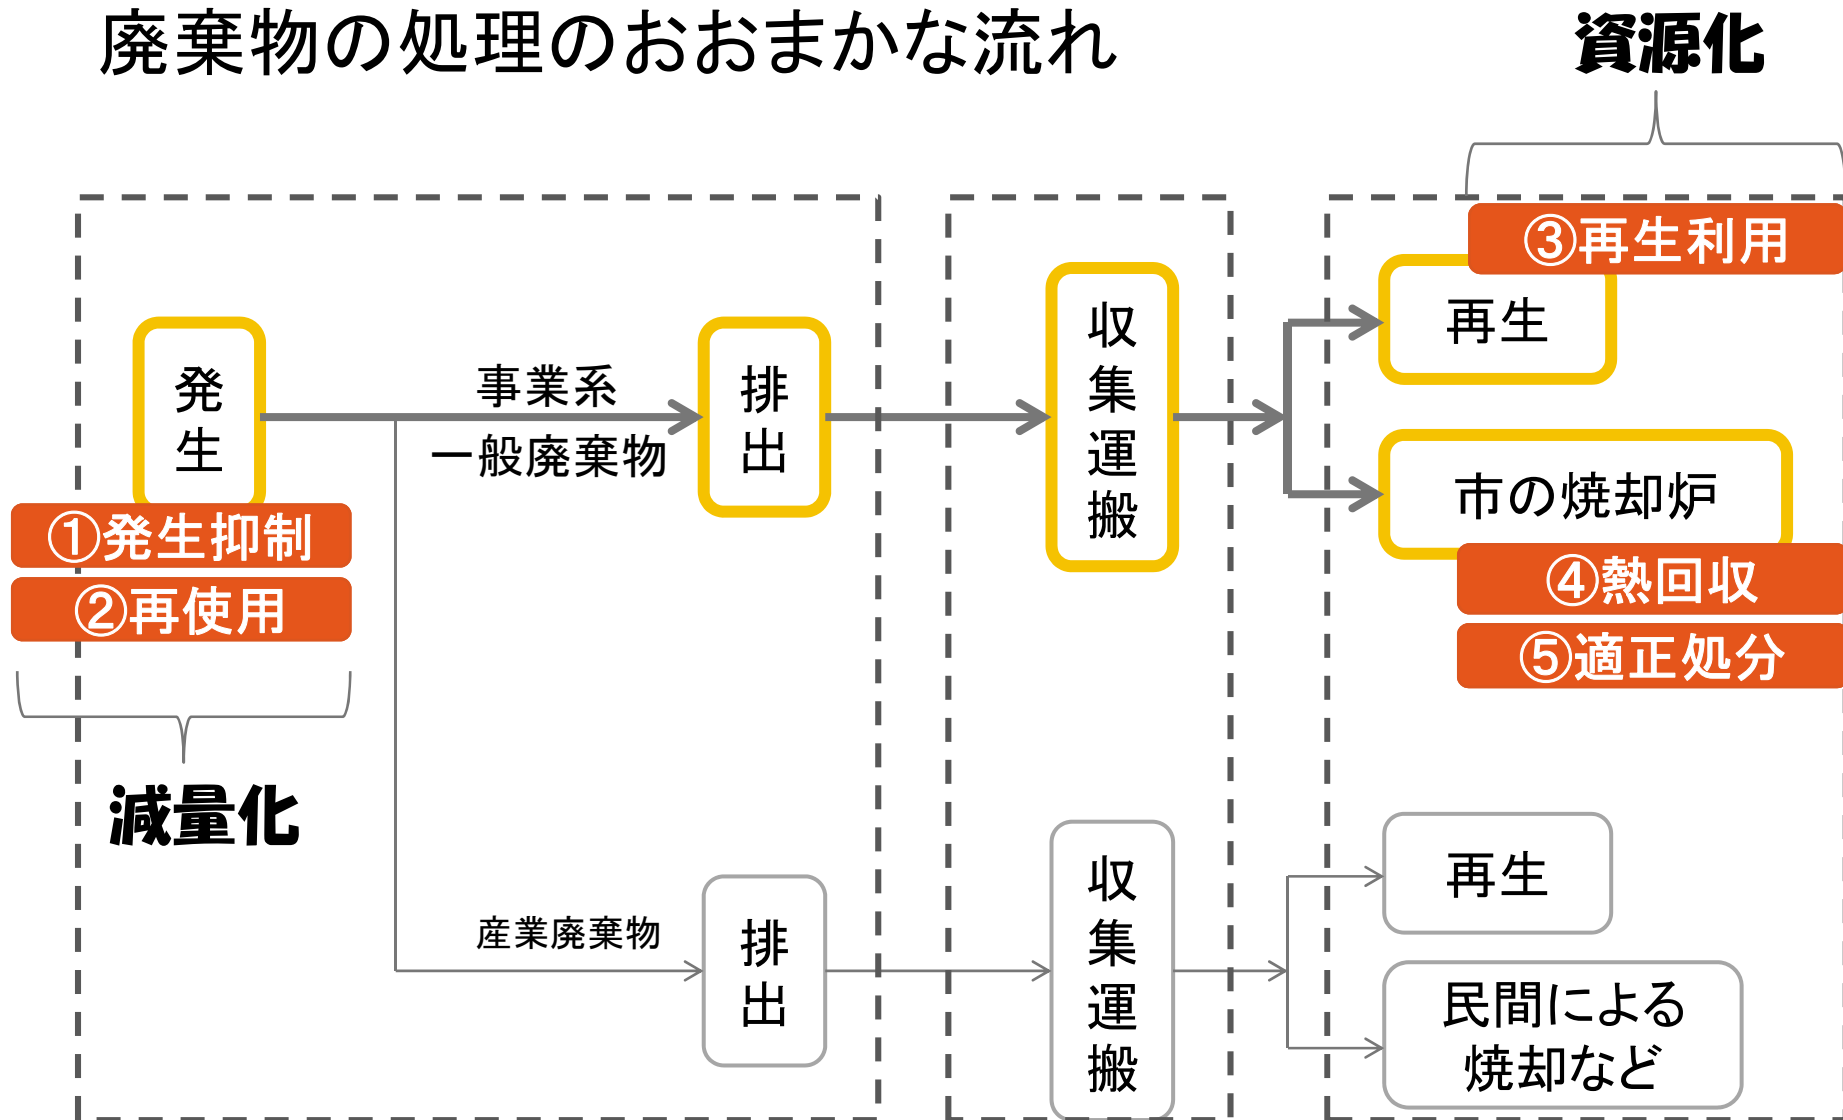 廃棄物の処理のおおまかな流れ
資源化
③再生利用
再生
発生
事業系
一般廃棄物
排出
収集運搬
市の焼却炉
①発生抑制
②再使用
④熱回収
⑤適正処分
減量化
産業廃棄物
排出
収集運搬
再生
民間による
焼却など